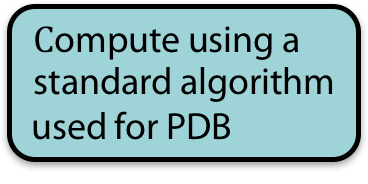 Compute using a
standard algorithm
used for PDB